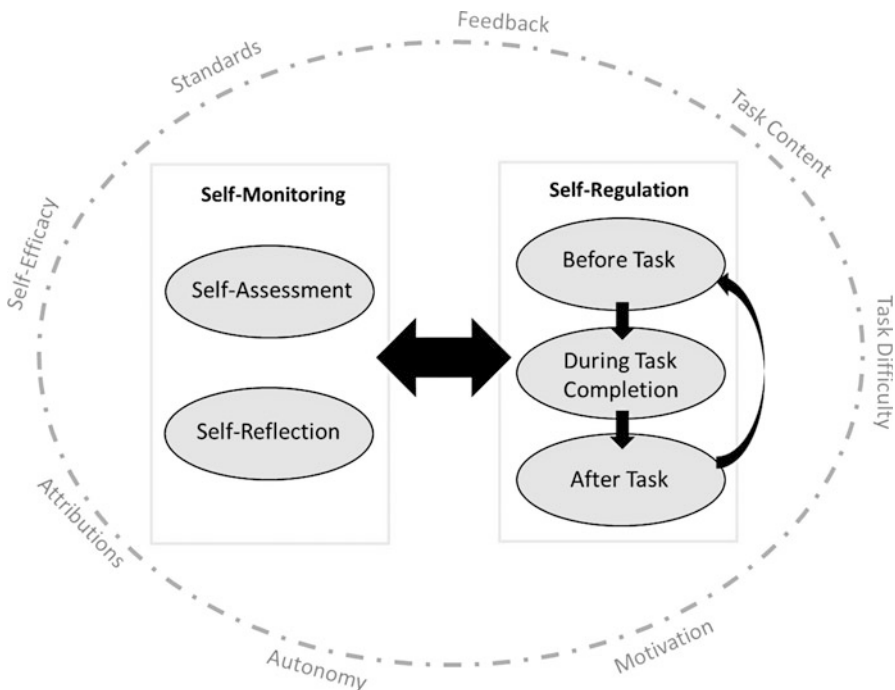 Feedback
Standards
Task Content
Self-Efficacy
Task Difficulty
Self-Monitoring
Self-Assessment
Self-Reflection
Self-Regulation
Before Task
During Task
Completion
After Task
Attributions
Autonomy
Motivation